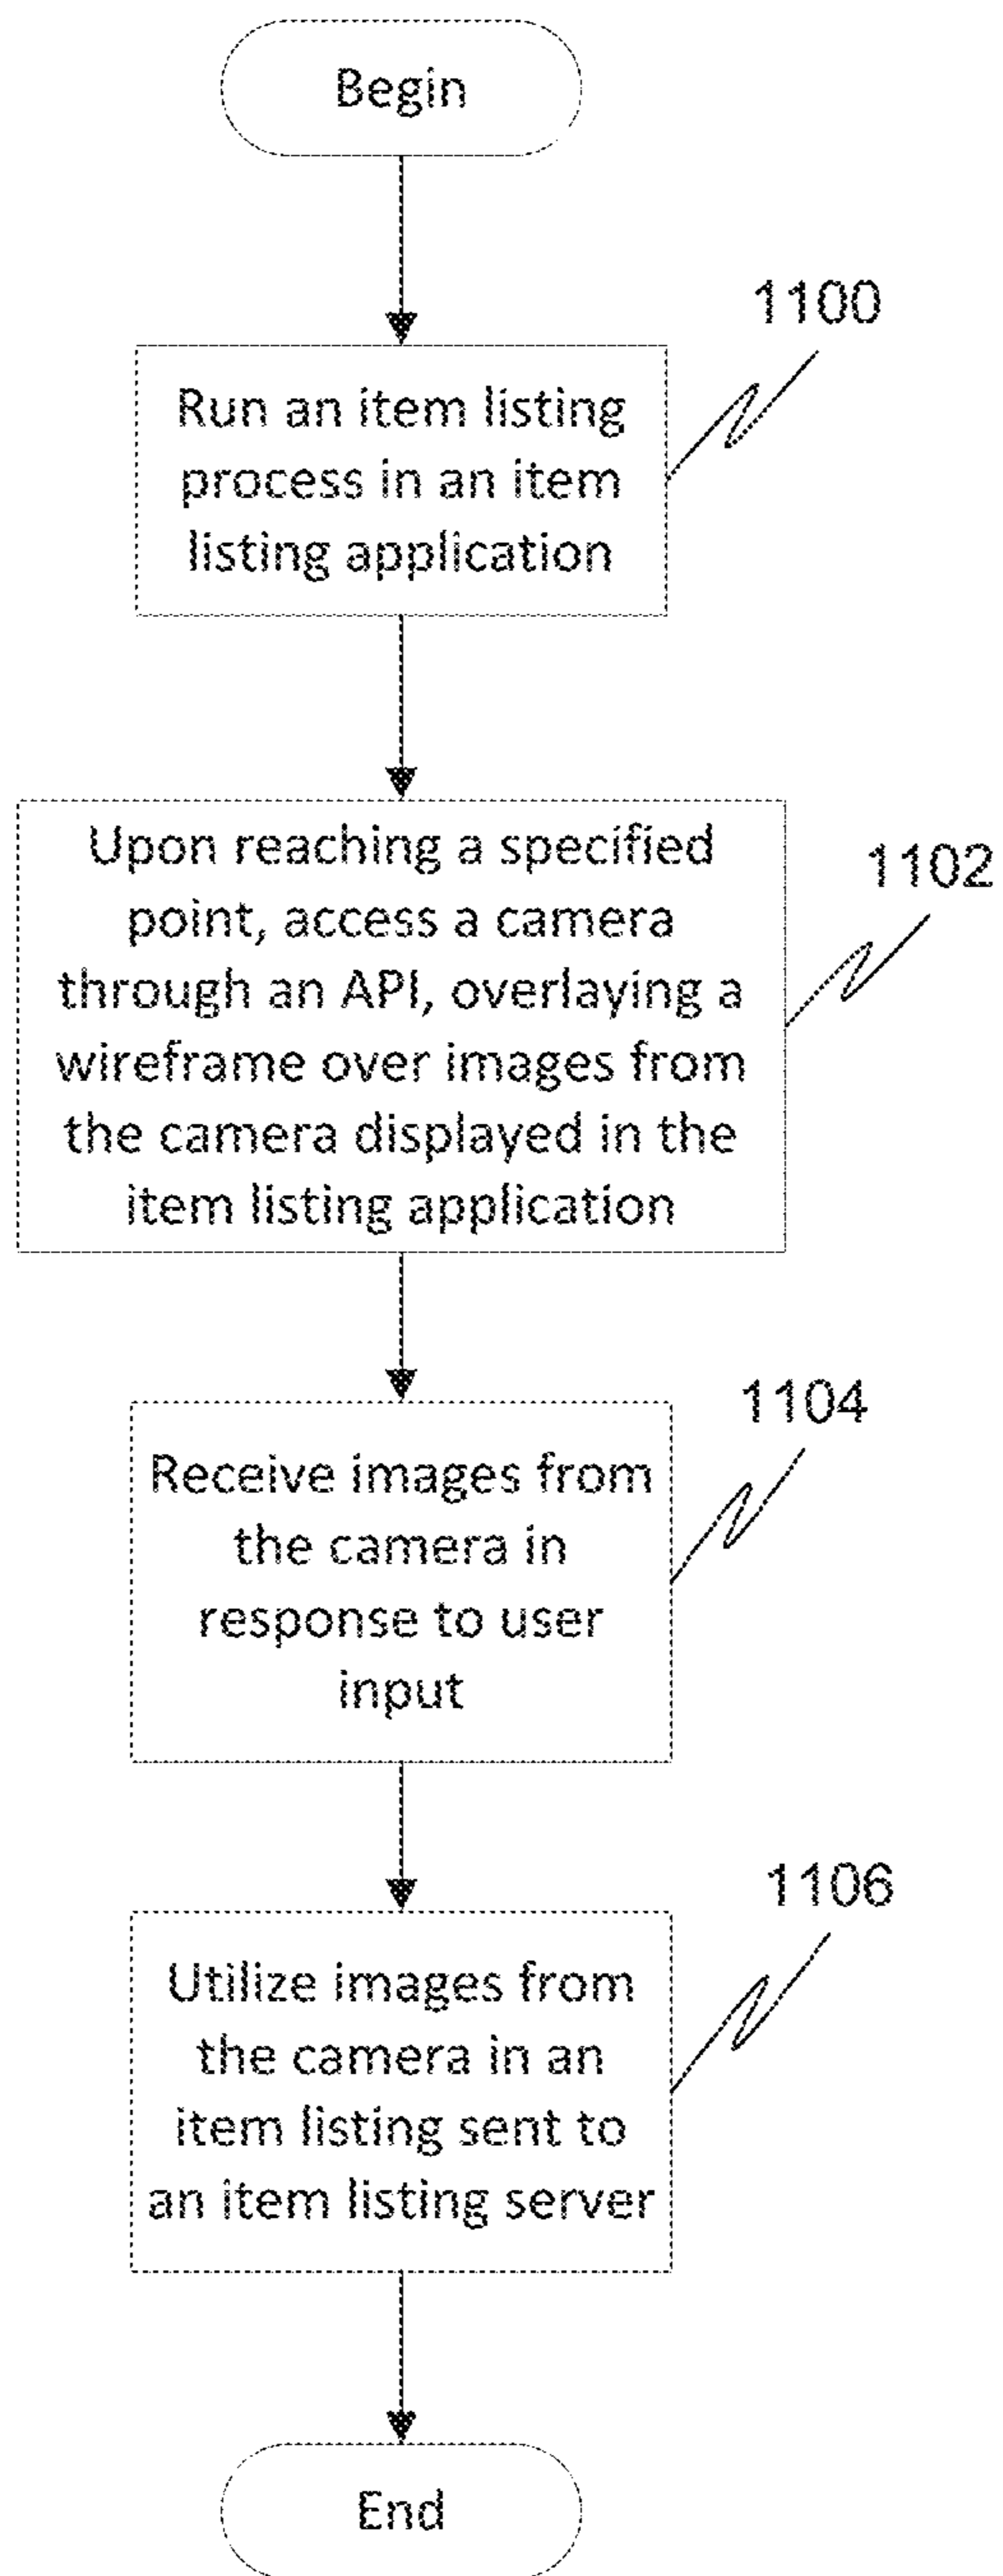 Begin
1100
Run an item listing
process in an item
listing application
1102
Upon reaching a specified
point, access a camera
through an API, overlaying a
wireframe over images from
the camera displayed in the
item listing application
1104
Receive images from
the camera in
response to user
input
1106
Utilize images from
the camera in an
item listing sent to
an item listing server
End